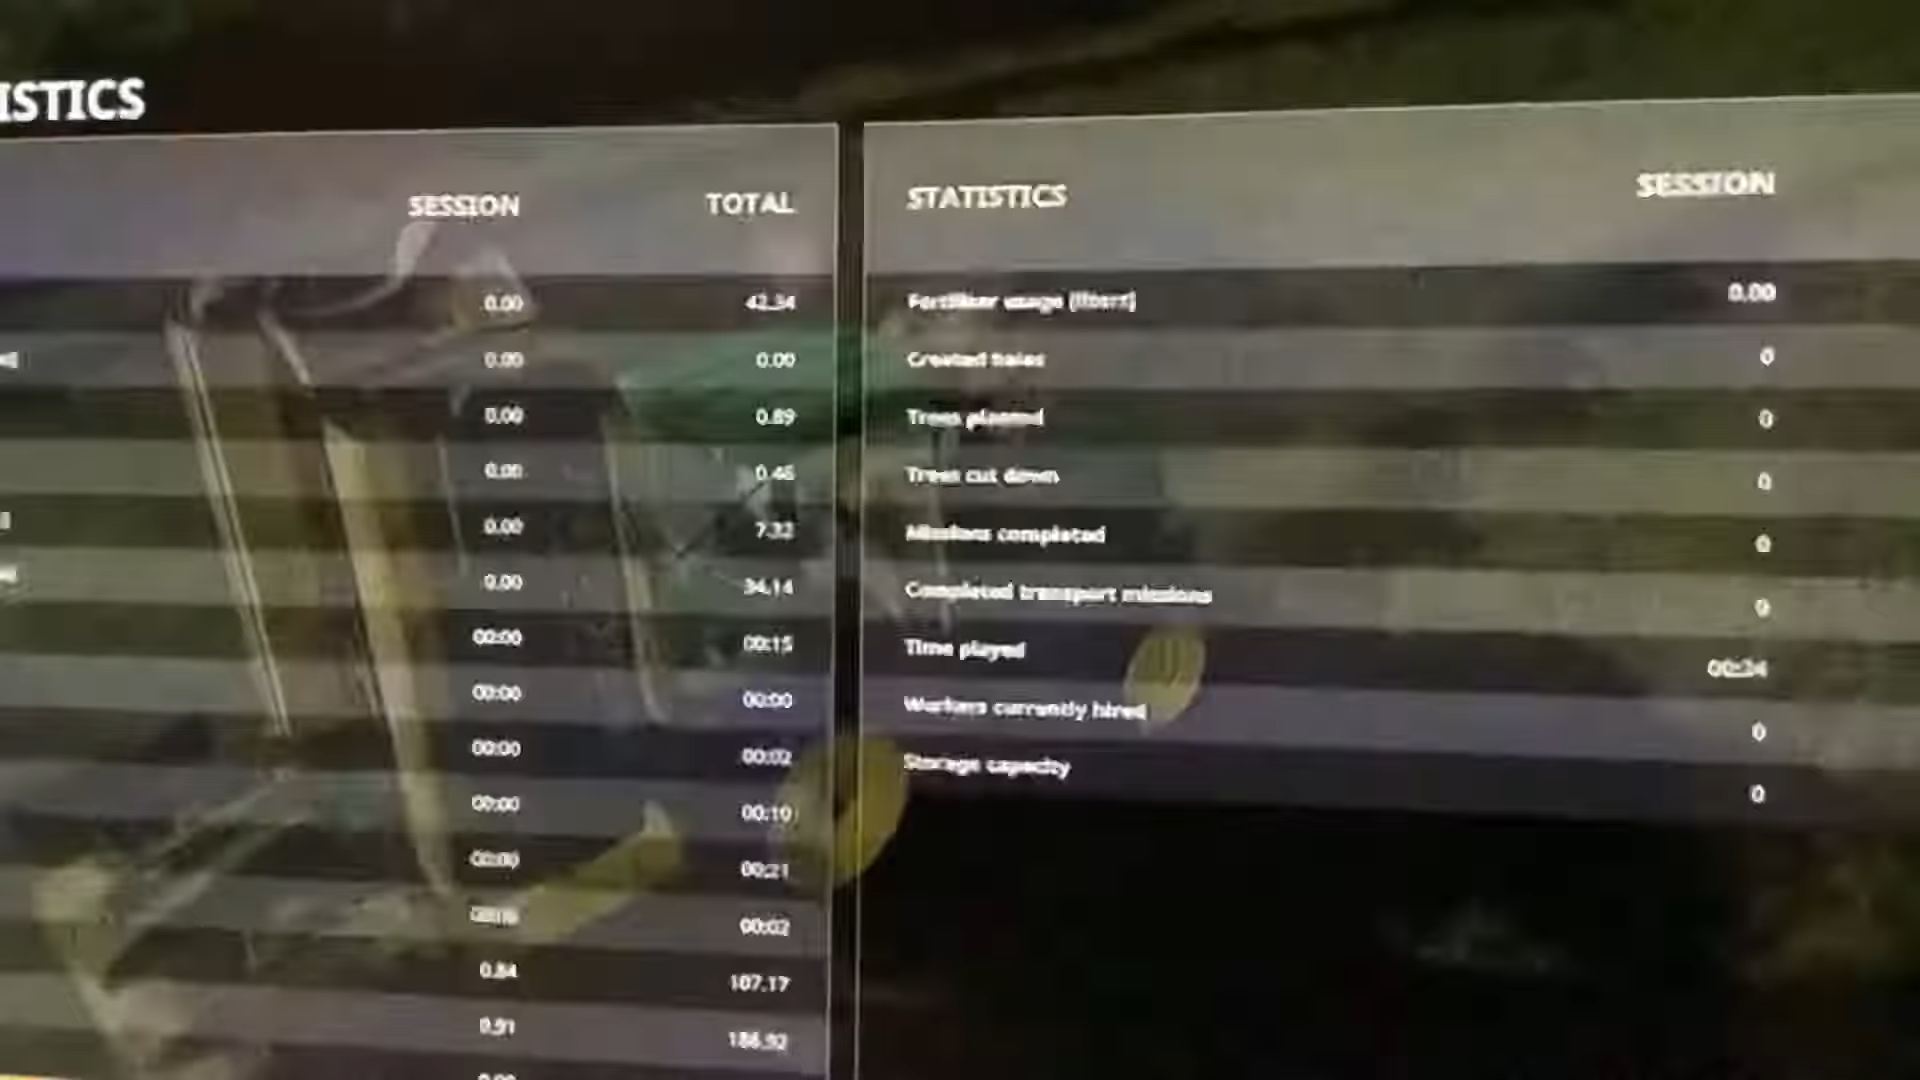 ISTICS
SESSION TOTAL
0.00 42.34
0.00 0.00
0.00 0.89
0.00 0.46
0.00 7.32
0.00 34.14
00:00 00:15
00:00 00:00
00:00 00:02
00:00 00:10
00:00 00:21
00:02
0.84 107.17
0.91 186.92
STATISTICS SESSION
Fertiliser usage (liters) 0.00
Created bales 0
Trees planted 0
Trees cut down 0
Missions completed 0
Completed transport missions 0
Time played 00:24
Workers currently hired 0
Storage capacity 0